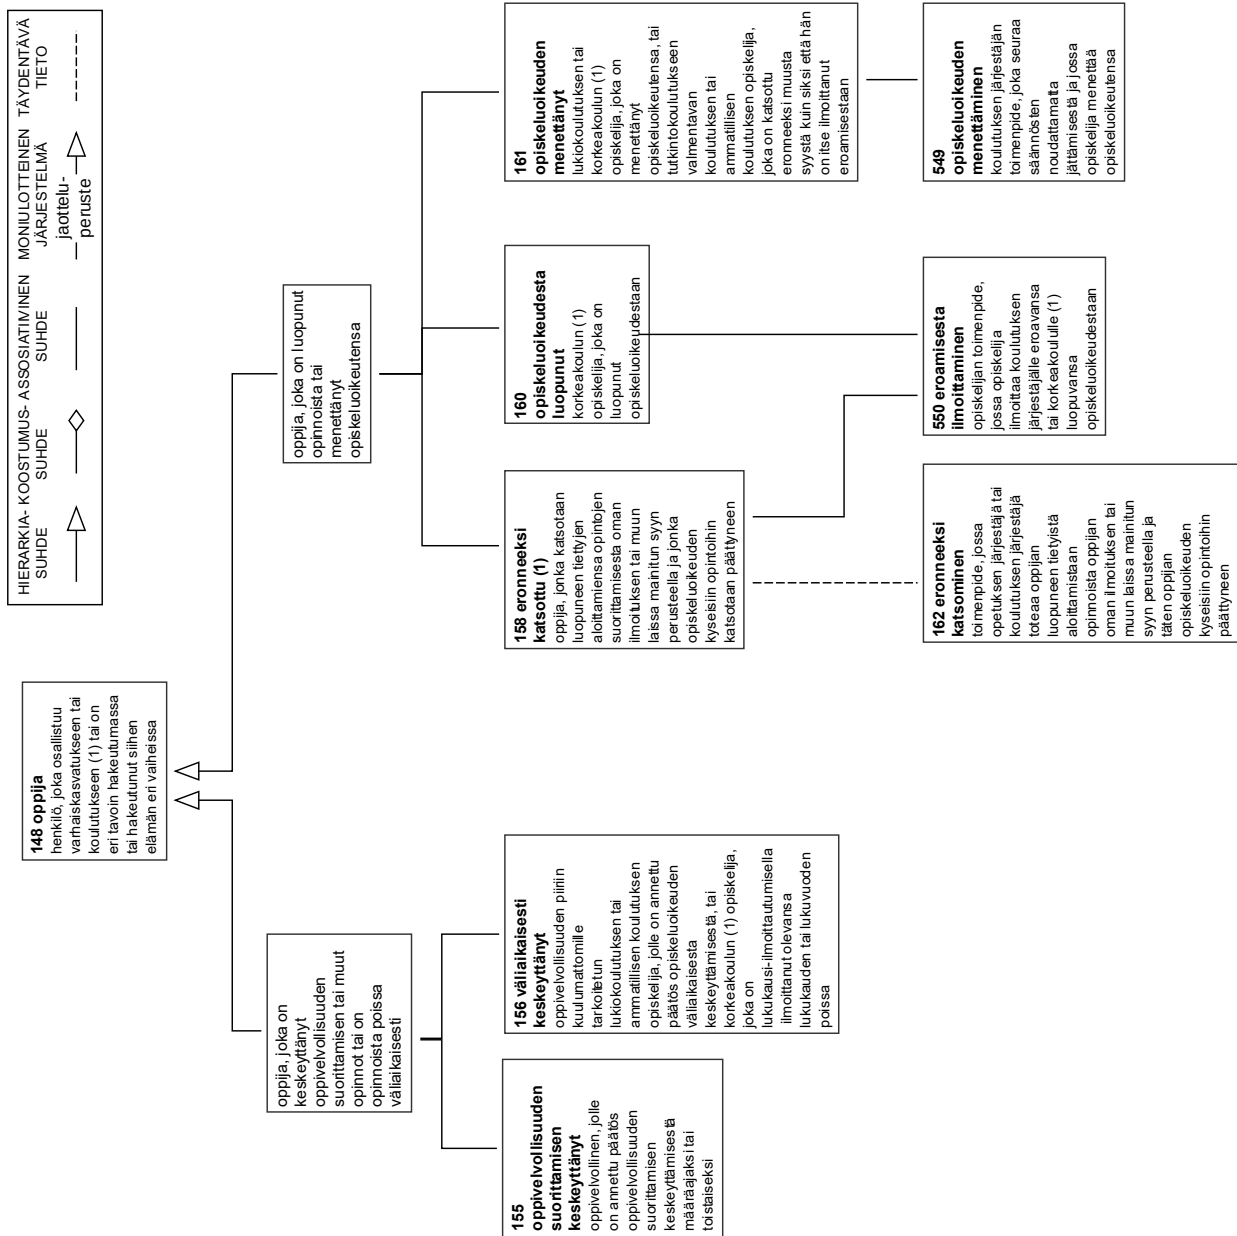 HIERARKIA-
SUHDE
KOOSTUMUS-
SUHDE
ASSOSIATIIVINEN
SUHDE
MONIULOTTEINEN
JÄRJESTELMÄ
jaottelu-
peruste
TÄYDENTÄVÄ
TIETO
148 oppija
henkilö, joka osallistuu
varhaiskasvatukseen tai
koulutukseen (1) tai on
eri tavoin hakeutumassa
tai hakeutunut siihen
elämän eri vaiheissa
oppija, joka on
keskeyttänyt
oppivelvollisuuden
suorittamisen tai muut
opinnot tai on
opinnoista poissa
väliaikaisesti
oppija, joka on luopunut
opinnoista tai
menettänyt
opiskeluoikeutensa
155
oppivelvollisuuden
suorittamisen
keskeyttänyt
oppivelvollinen, jolle
on annettu päätös
oppivelvollisuuden
suorittamisen
keskeyttämisestä
määräajaksi tai
toistaiseksi
156 väliaikaisesti
keskeyttänyt
oppivelvollisuuden piiriin
kuulumattomille
tarkoitetun
lukiokoulutuksen tai
ammatillisen koulutuksen
opiskelija, jolle on annettu
päätös opiskeluoikeuden
väliaikaisesta
keskeyttämisestä, tai
korkeakoulun (1) opiskelija,
joka on
lukukausi-ilmoittautumisella
ilmoittanut olevansa
lukukauden tai lukuvuoden
poissa
158 eronneeksi
katsottu (1)
oppija, jonka katsotaan
luopuneen tiettyjen
aloittamiensa opintojen
suorittamisesta oman
ilmoituksen tai muun
laissa mainitun syyn
perusteella ja jonka
opiskeluoikeuden
kyseisiin opintoihin
katsotaan päättyneen
160
opiskeluoikeudesta
luopunut
korkeakoulun (1)
opiskelija, joka on
luopunut
opiskeluoikeudestaan
161
opiskeluoikeuden
menettänyt
lukiokoulutuksen tai
korkeakoulun (1)
opiskelija, joka on
menettänyt
opiskeluoikeutensa, tai
tutkintokoulutukseen
valmentavan
koulutuksen tai
ammatillisen
koulutuksen opiskelija,
joka on katsottu
eronneeksi muusta
syystä kuin siksi että hän
on itse ilmoittanut
eroamisestaan
162 eronneeksi
katsominen
toimenpide, jossa
opetuksen järjestäjä tai
koulutuksen järjestäjä
toteaa oppijan
luopuneen tietyistä
aloittamistaan
opinnoista oppijan
oman ilmoituksen tai
muun laissa mainitun
syyn perusteella ja
täten oppijan
opiskeluoikeuden
kyseisiin opintoihin
päättyneen
550 eroamisesta
ilmoittaminen
opiskelijan toimenpide,
jossa opiskelija
ilmoittaa koulutuksen
järjestäjälle eroavansa
tai korkeakoululle (1)
luopuvansa
opiskeluoikeudestaan
549
opiskeluoikeuden
menettäminen
koulutuksen järjestäjän
toimenpide, joka seuraa
säännösten
noudattamatta
jättämisestä ja jossa
opiskelija menettää
opiskeluoikeutensa